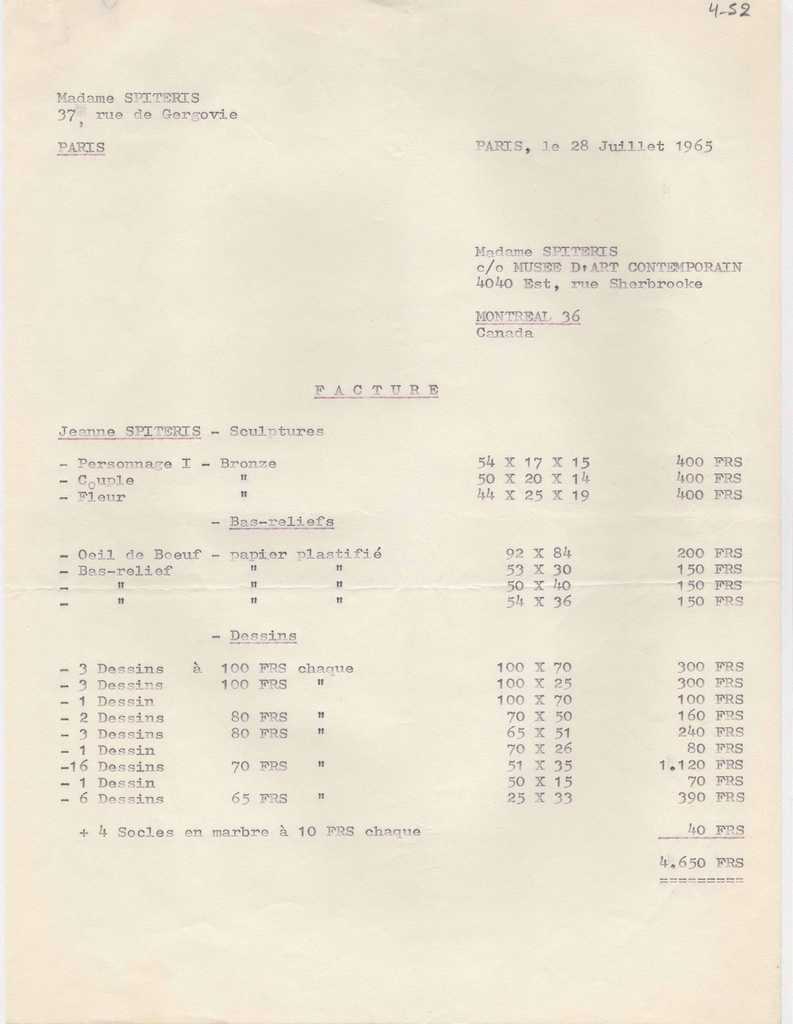 4-52
Madame SPITERIS
37, rue de Gergovie
PARIS
PARIS, le 28 Juillet 1965
Madame SPITERIS
c/o MUSEE D'ART CONTEMPORAIN
4040 Est, rue Sherbrooke
MONTREAL 36
Canada
F A C T U R E
Jeanne SPITERIS - Sculptures
- Personnage I - Bronze 54 X 17 X 15 400 FRS
- Couple " 50 X 20 X 14 400 FRS
- Fleur " 44 X 25 X 19 400 FRS
- Bas-reliefs
- Oeil de Boeuf - papier plastifié 92 X 84 200 FRS
- Bas-relief " " 53 X 30 150 FRS
- " " " 50 X 40 150 FRS
- " " " 54 X 36 150 FRS
- Dessins
- 3 Dessins à 100 FRS chaque 100 X 70 300 FRS
- 3 Dessins 100 FRS " 100 X 25 300 FRS
- 1 Dessin 100 X 70 100 FRS
- 2 Dessins 80 FRS " 70 X 50 160 FRS
- 3 Dessins 80 FRS " 65 X 51 240 FRS
- 1 Dessin 70 X 26 80 FRS
-16 Dessins 70 FRS " 51 X 35 1.120 FRS
- 1 Dessin 50 X 15 70 FRS
- 6 Dessins 65 FRS " 25 X 33 390 FRS
+ 4 Socles en marbre à 10 FRS chaque 40 FRS
4.650 FRS
=========